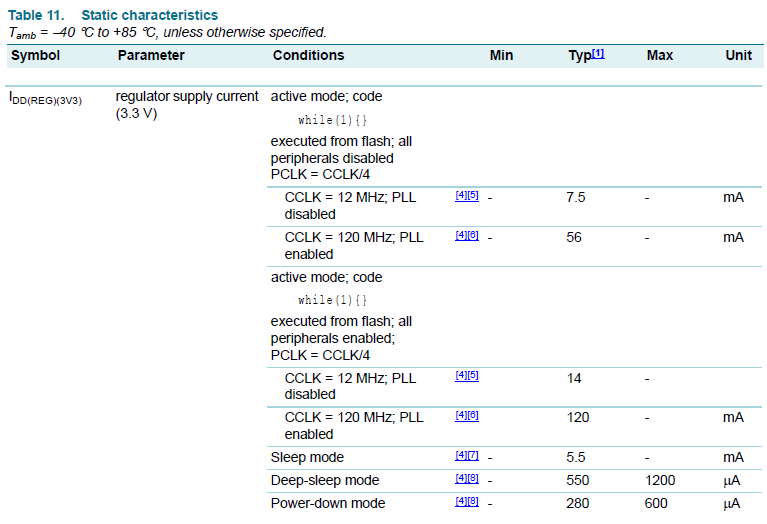 Table 11. Static characteristics
Tamb = –40 °C to +85 °C, unless otherwise specified.
Symbol Parameter Conditions Min Typ[1] Max Unit
IDD(REG)(3V3) regulator supply current active mode; code
(3.3 V)
while(1){}
executed from flash; all
peripherals disabled
PCLK = CCLK/4
CCLK = 12 MHz; PLL [4][5] - 7.5 - mA
disabled
CCLK = 120 MHz; PLL [4][6] - 56 - mA
enabled
active mode; code
while(1){}
executed from flash; all
peripherals enabled;
PCLK = CCLK/4
CCLK = 12 MHz; PLL [4][5] 14 -
disabled
CCLK = 120 MHz; PLL [4][6] 120 - mA
enabled
Sleep mode [4][7] - 5.5 - mA
Deep-sleep mode [4][8] - 550 1200 μA
Power-down mode [4][8] - 280 600 μA